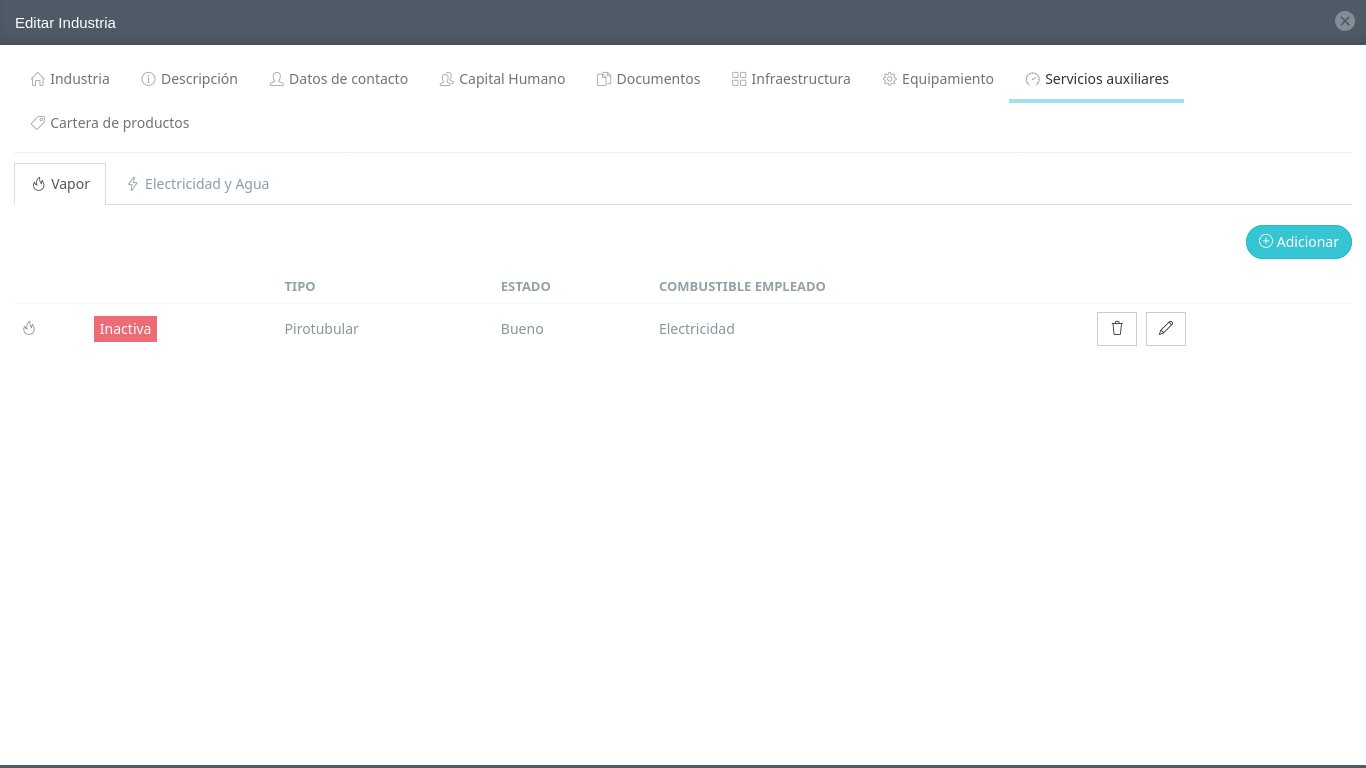 Editar Industria
Industria Descripción Datos de contacto Capital Humano Documentos Infraestructura Equipamiento Servicios auxiliares
Cartera de productos
Vapor Electricidad y Agua
Adicionar
TIPO ESTADO COMBUSTIBLE EMPLEADO
Inactiva Pirotubular Bueno Electricidad